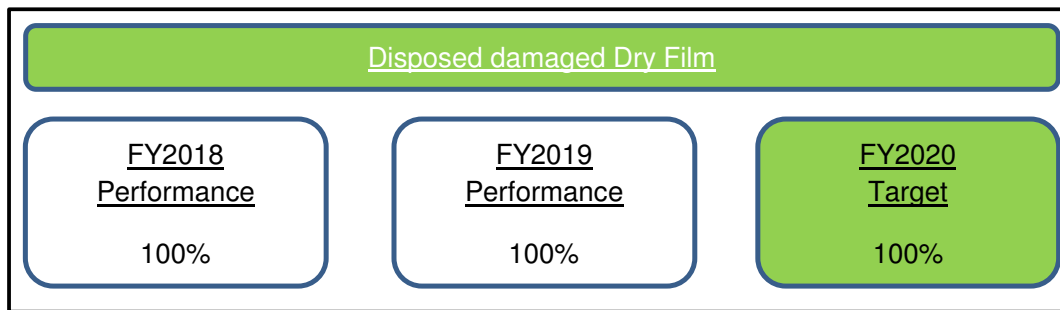 Disposed damaged Dry Film
FY2018
Performance
100%
FY2019
Performance
100%
FY2020
Target
100%